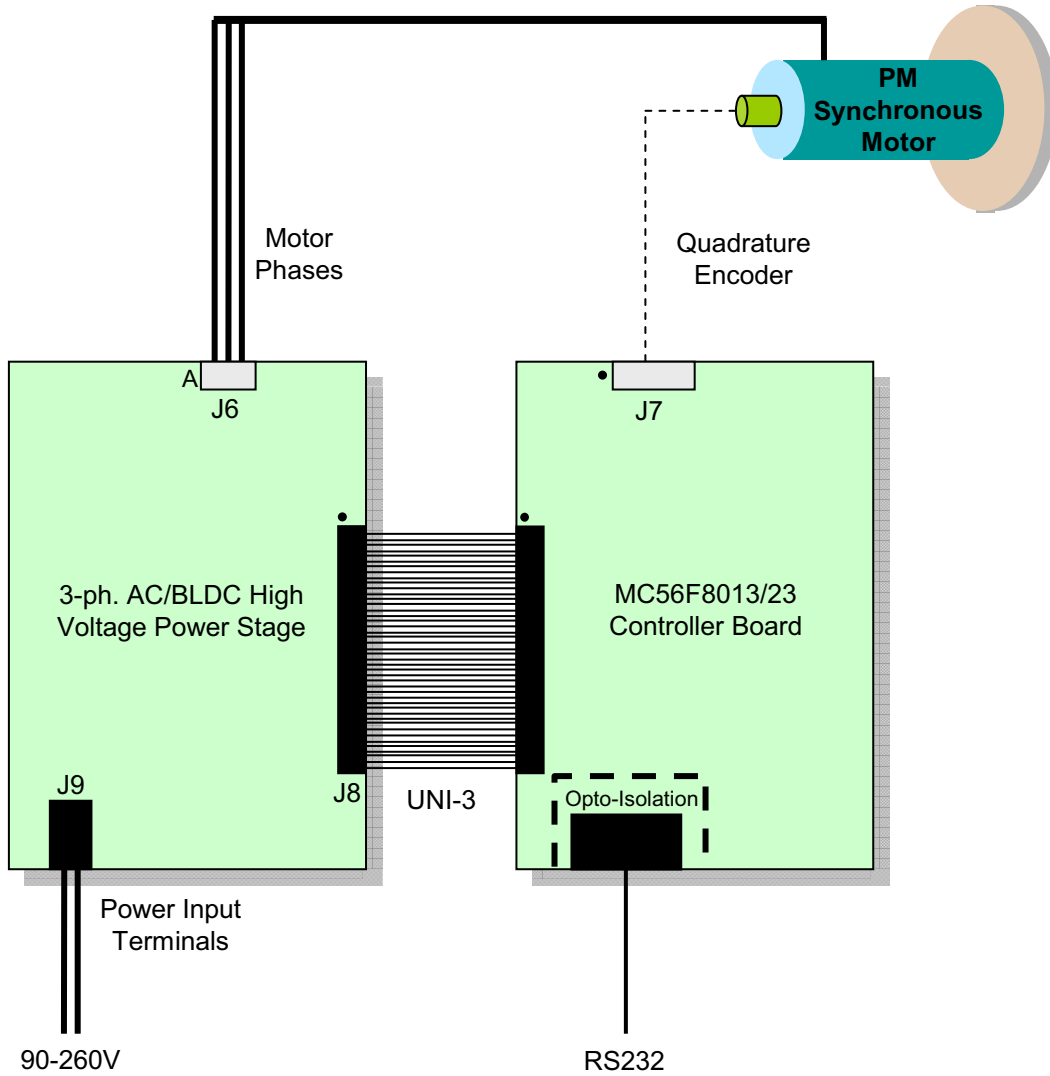 PM
Synchronous
Motor
Motor
Phases
Quadrature
Encoder
A
J6
J7
3-ph. AC/BLDC High
Voltage Power Stage
MC56F8013/23
Controller Board
J9
J8
UNI-3
Opto-Isolation
Power Input
Terminals
90-260V
RS232